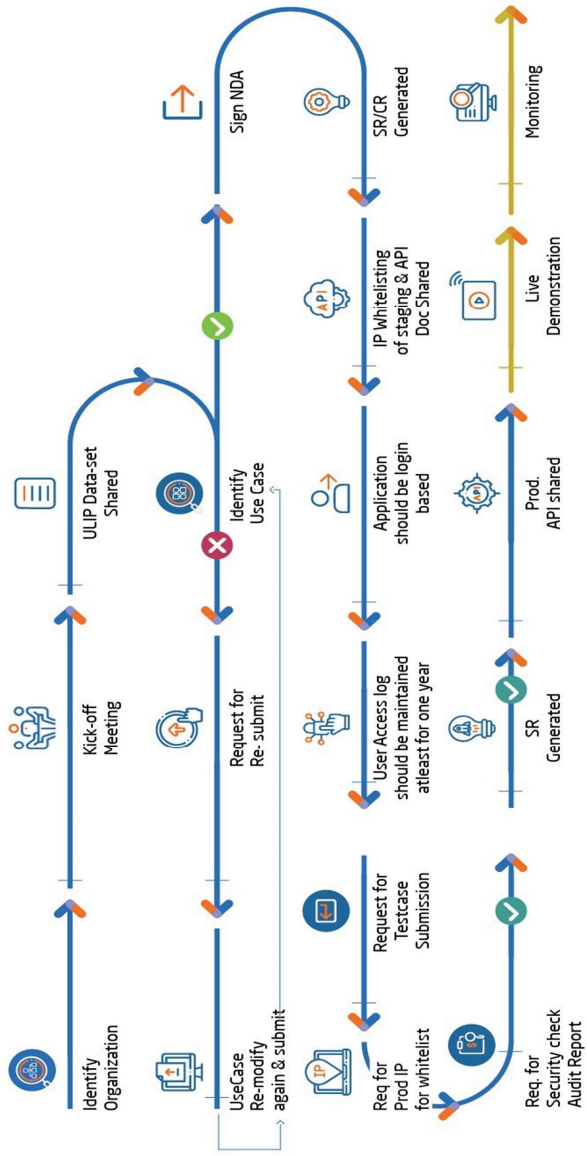 Identify
Organization
Kick-off
Meeting
ULIP Data-set
Shared
UseCase
Re-modify
again & submit
Request for
Re- submit
Identify
Use Case
Sign NDA
SR/CR
Generated
API
IP Whitelisting
of staging & API
Doc Shared
Application
should be login
based
User Access log
should be maintained
atleast for one year
Request for
Testcase
Submission
IP
Req for
Prod IP
for whitelist
$
Req. for
Security check
Audit Report
SR
Generated
API
Prod.
API shared
Live
Demonstration
Monitoring